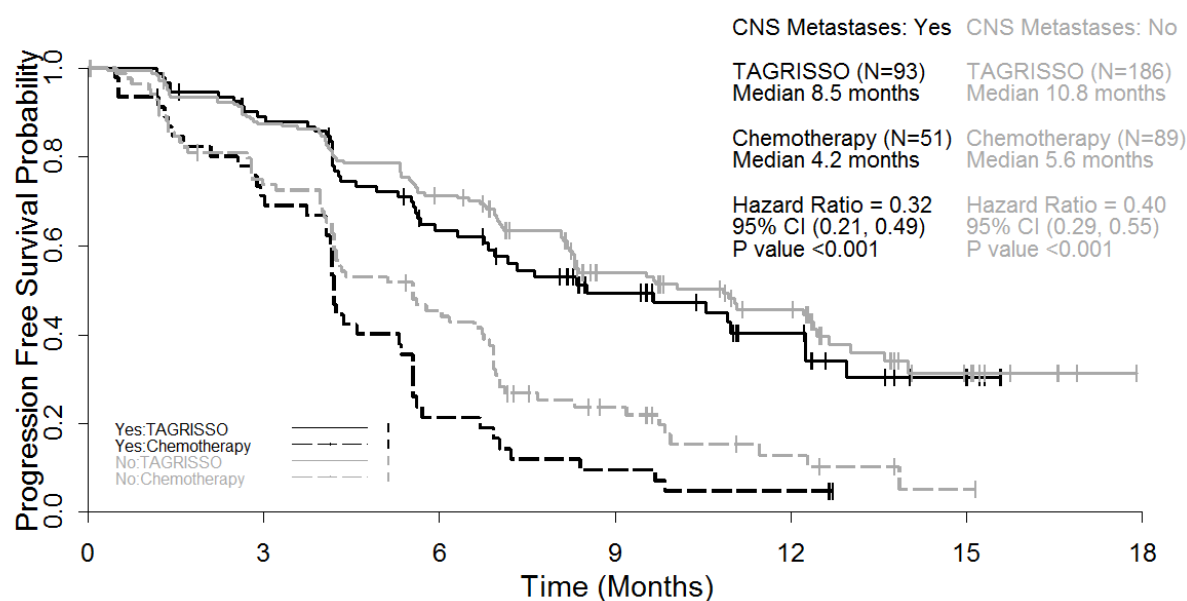 CNS Metastases: Yes
TAGRISSO (N=93)
Median 8.5 months
Chemotherapy (N=51)
Median 4.2 months
Hazard Ratio = 0.32
95% CI (0.21, 0.49)
P value <0.001
CNS Metastases: No
TAGRISSO (N=186)
Median 10.8 months
Chemotherapy (N=89)
Median 5.6 months
Hazard Ratio = 0.40
95% CI (0.29, 0.55)
P value <0.001
Progression Free Survival Probability
1.0
0.8
0.6
0.4
0.2
0.0
Yes:TAGRISSO
Yes:Chemotherapy
No:TAGRISSO
No:Chemotherapy
0 3 6 9 12 15 18
Time (Months)